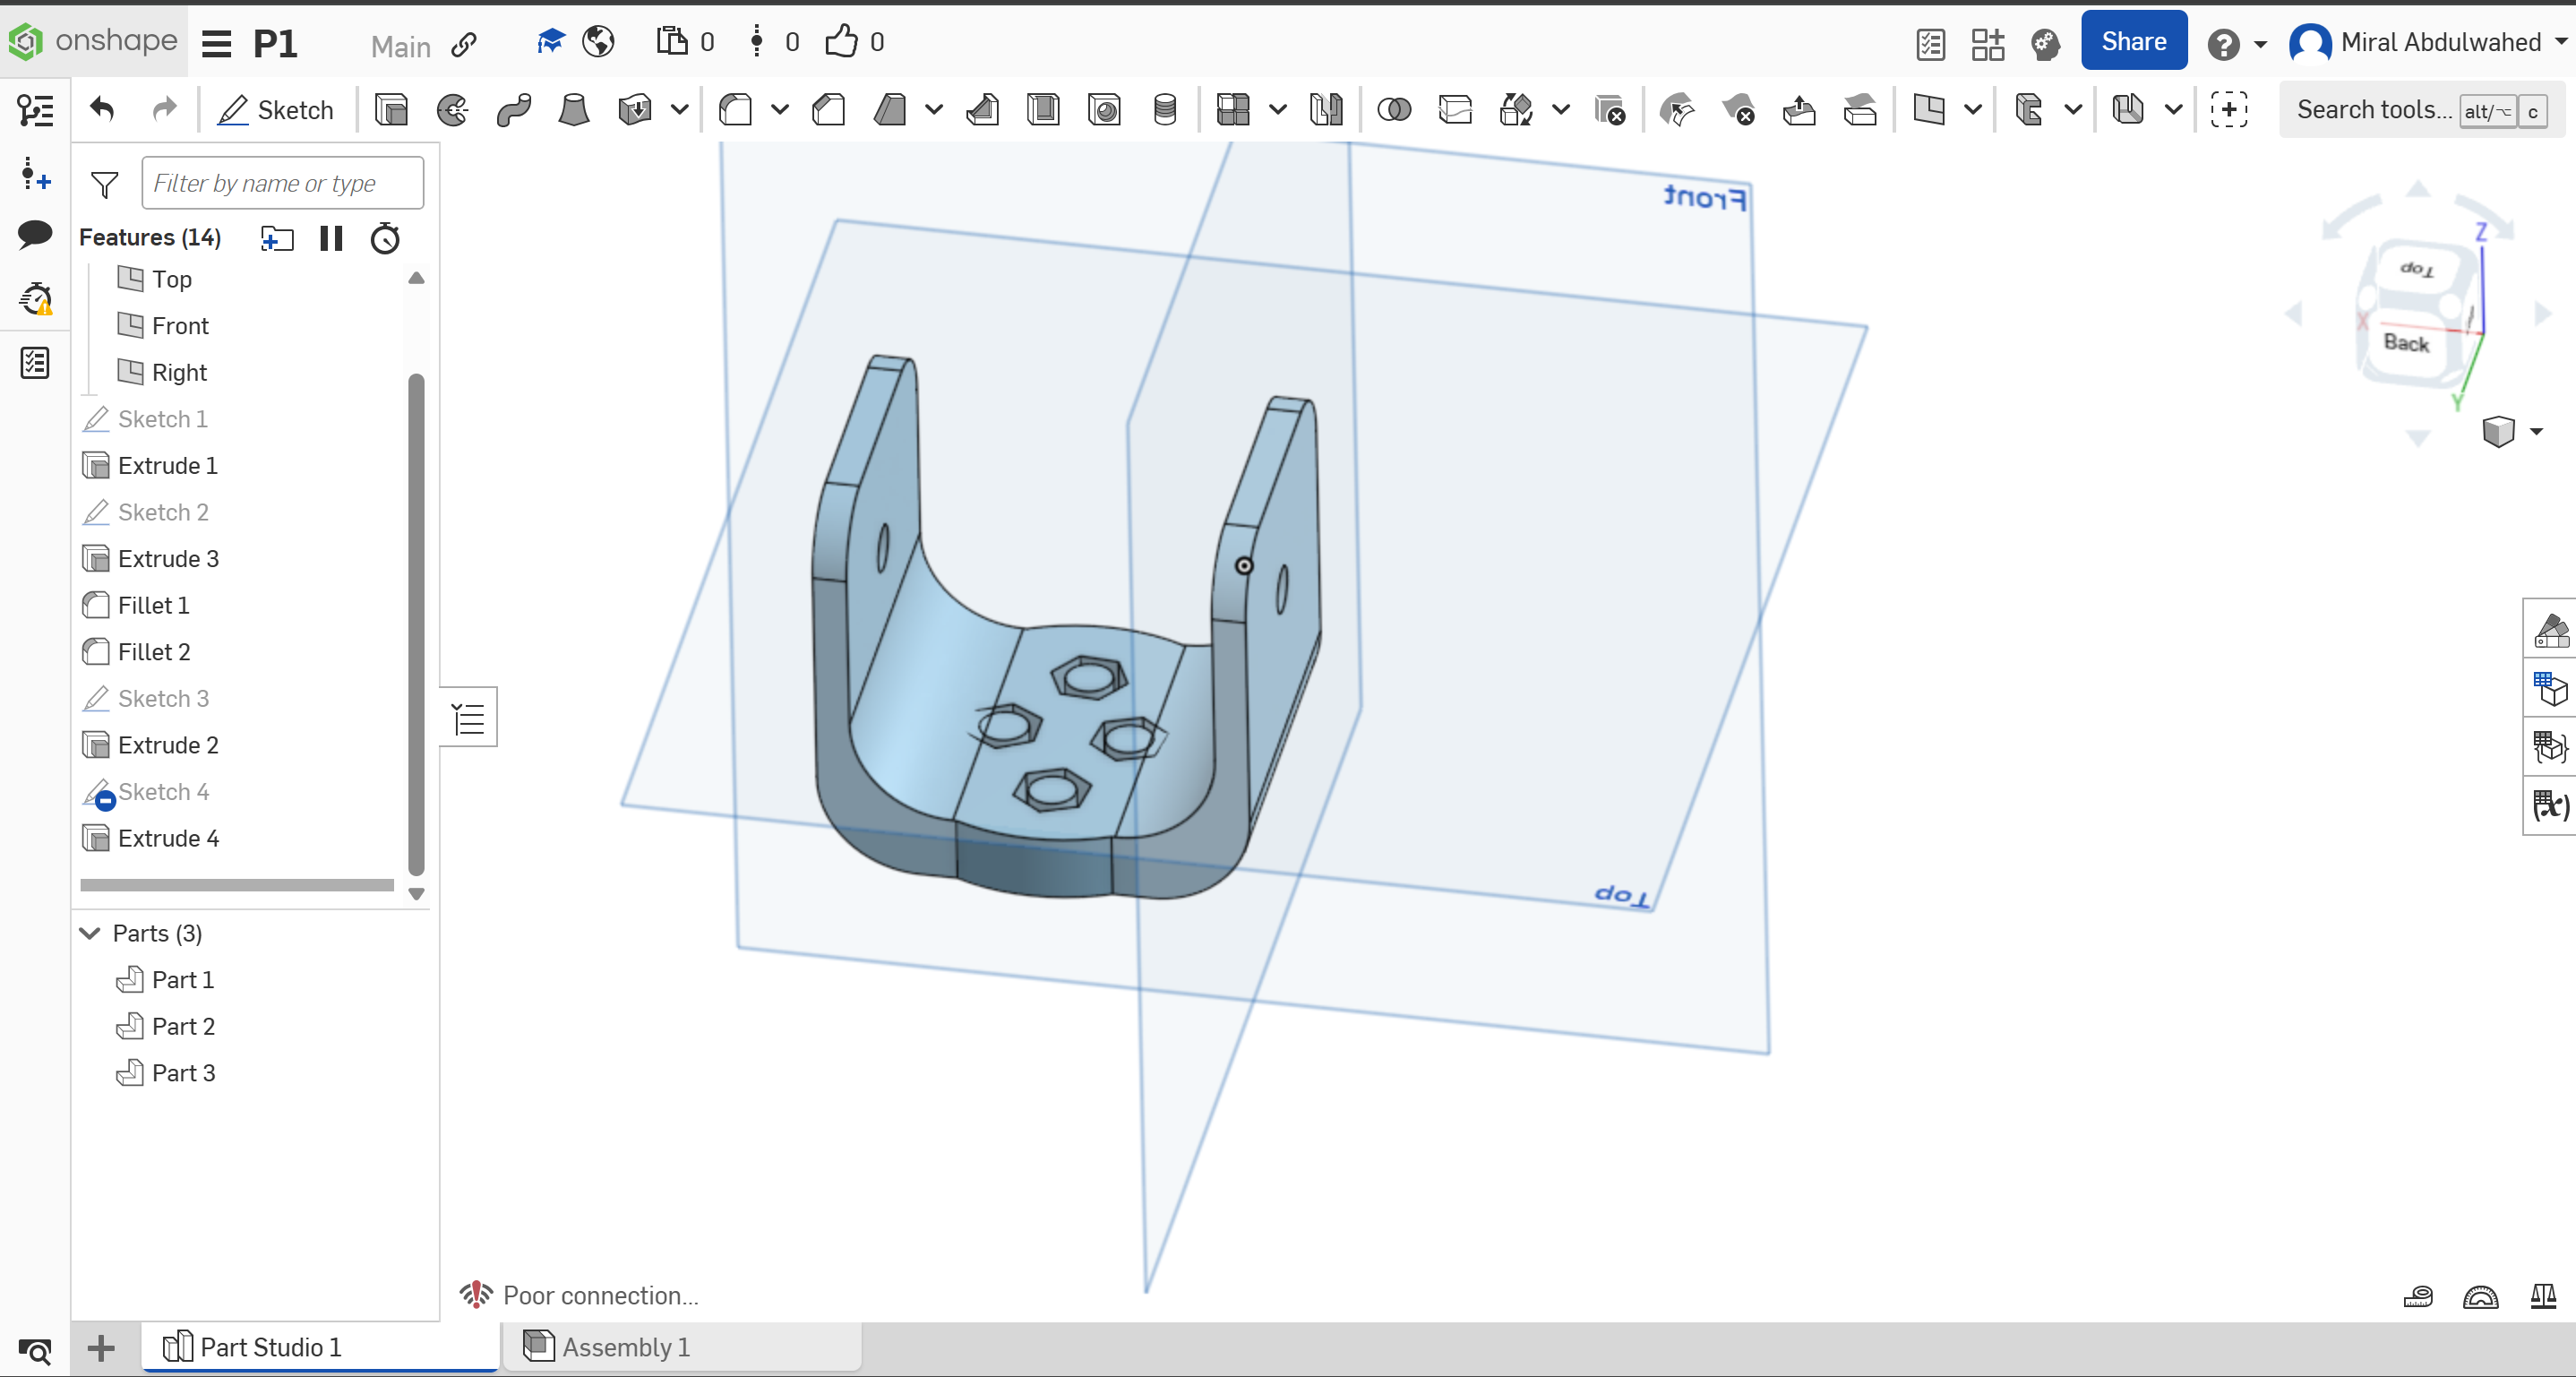 onshape P1 Main 0 0 0 Share Miral Abdulwahed
Sketch Search tools... alt/⌥ c
Filter by name or type
Features (14)
Top
Front
Right
Sketch 1
Extrude 1
Sketch 2
Extrude 3
Fillet 1
Fillet 2
Sketch 3
Extrude 2
Sketch 4
Extrude 4
Parts (3)
Part 1
Part 2
Part 3
Front
Top
Z
Top
X
Back
Y
(x)
Poor connection...
Part Studio 1
Assembly 1